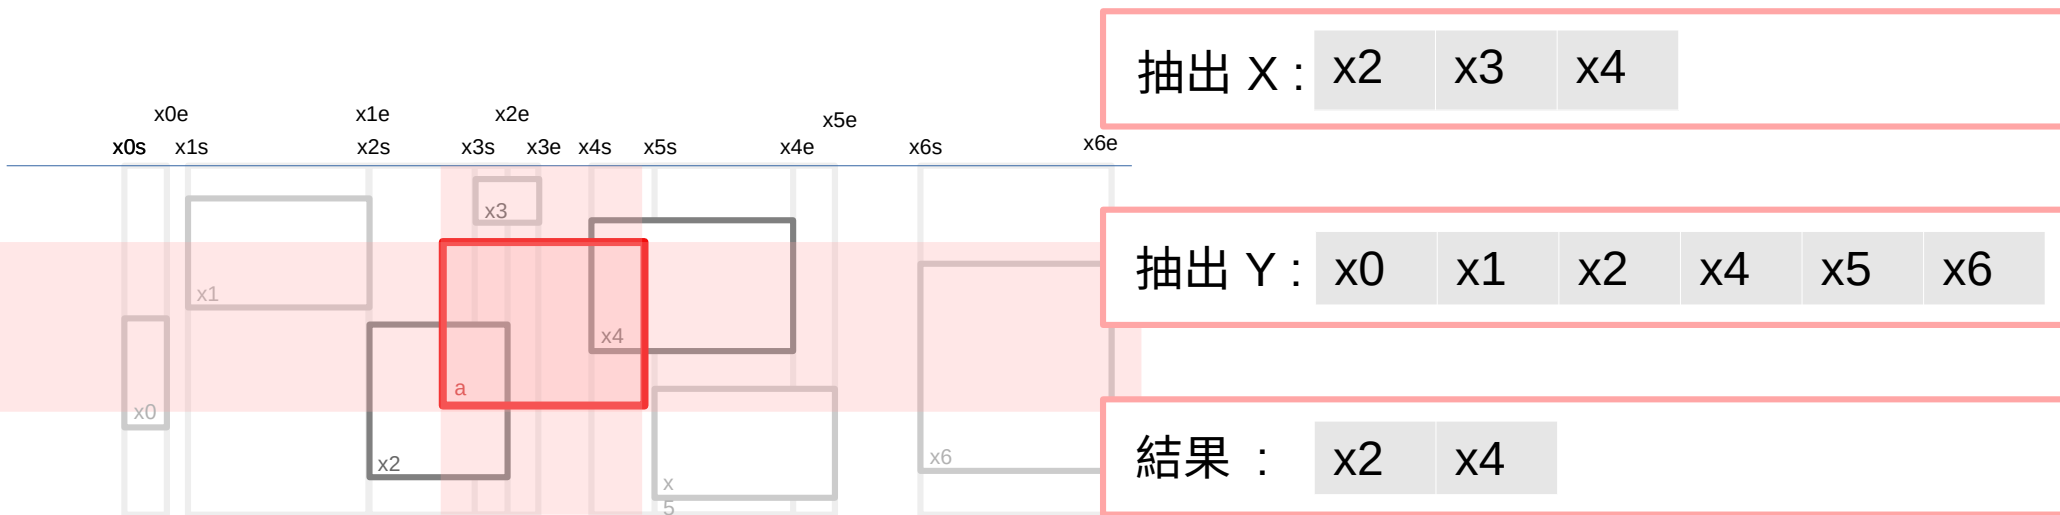 抽出 X : x2 x3 x4
x0e x1e x2e x5e
x0s x1s x2s x3s x3e x4s x5s x4e x6s x6e
x3
抽出 Y : x0 x1 x2 x4 x5 x6
x1
x4
a
x0
x2
x6
x
5
結果 : x2 x4